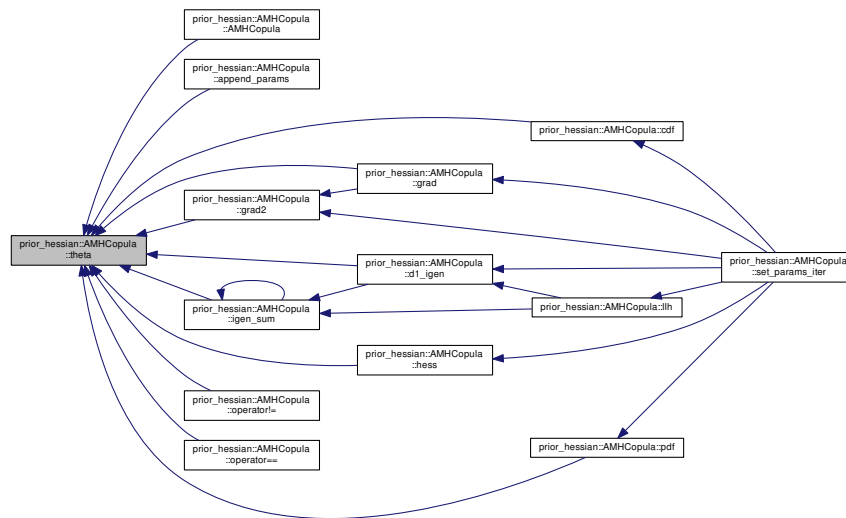 prior_hessian::AMHCopula
::AMHCopula
prior_hessian::AMHCopula
::append_params
prior_hessian::AMHCopula::cdf
prior_hessian::AMHCopula
::grad
prior_hessian::AMHCopula
::grad2
prior_hessian::AMHCopula
::theta
prior_hessian::AMHCopula
::d1_igen
prior_hessian::AMHCopula
::set_params_iter
prior_hessian::AMHCopula
::igen_sum
prior_hessian::AMHCopula::llh
prior_hessian::AMHCopula
::hess
prior_hessian::AMHCopula
::operator!=
prior_hessian::AMHCopula
::operator==
prior_hessian::AMHCopula::pdf